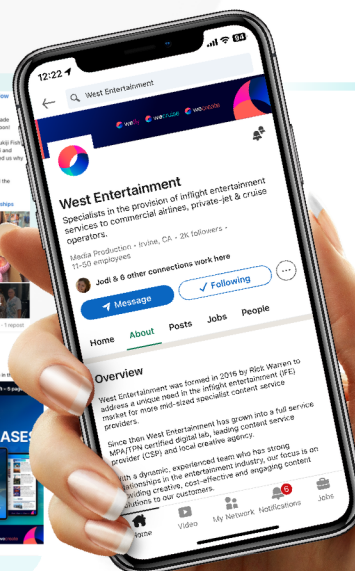 12:22
84
West Entertainment
wefly wecruise wecreate
West Entertainment
Specialists in the provision of inflight entertainment
services to commercial airlines, private-jet & cruise
operators.
Media Production • Irvine, CA • 2K followers •
11-50 employees
Jodi & 6 other connections work here
Message
Following
Home About Posts Jobs People
Overview
West Entertainment was formed in 2016 by Rick Warren to
address a unique need in the inflight entertainment (IFE)
market for more mid-sized specialist content service
providers.
Since then West Entertainment has grown into a full service
MPA/TPN certified digital lab, leading content service
provider (CSP) and local creative agency.
With a dynamic, experienced team who has strong
relationships in the entertainment industry, our focus is on
providing creative, cost-effective and engaging content
solutions to our customers.
6
Home Video My Network Notifications Jobs
1 repost